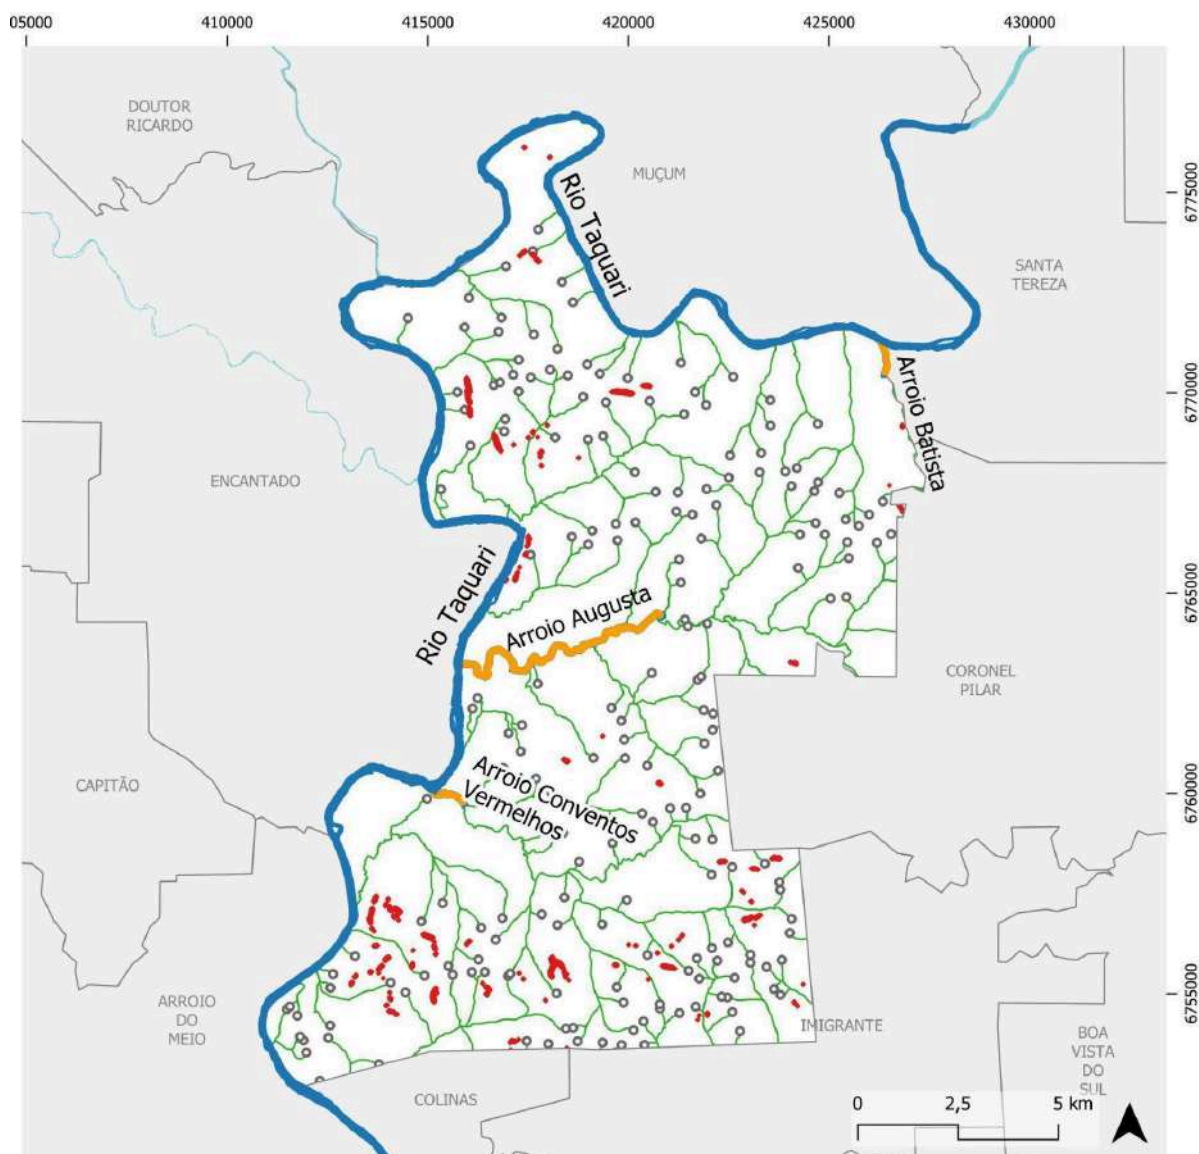 05000 410000 415000 420000 425000 430000
DOUTOR
RICARDO
MUÇUM
6775000
Rio Taquari
SANTA
TEREZA
Arroio Batista
6770000
ENCANTADO
Rio Taquari
Arroio Augusta
6765000
CORONEL
PILAR
CAPITÃO
Arroio Conventos
Vermelhos
6760000
ARROIO
DO
MEIO
6755000
IMIGRANTE
BOA
VISTA
DO
SUL
COLINAS
0 2,5 5 km